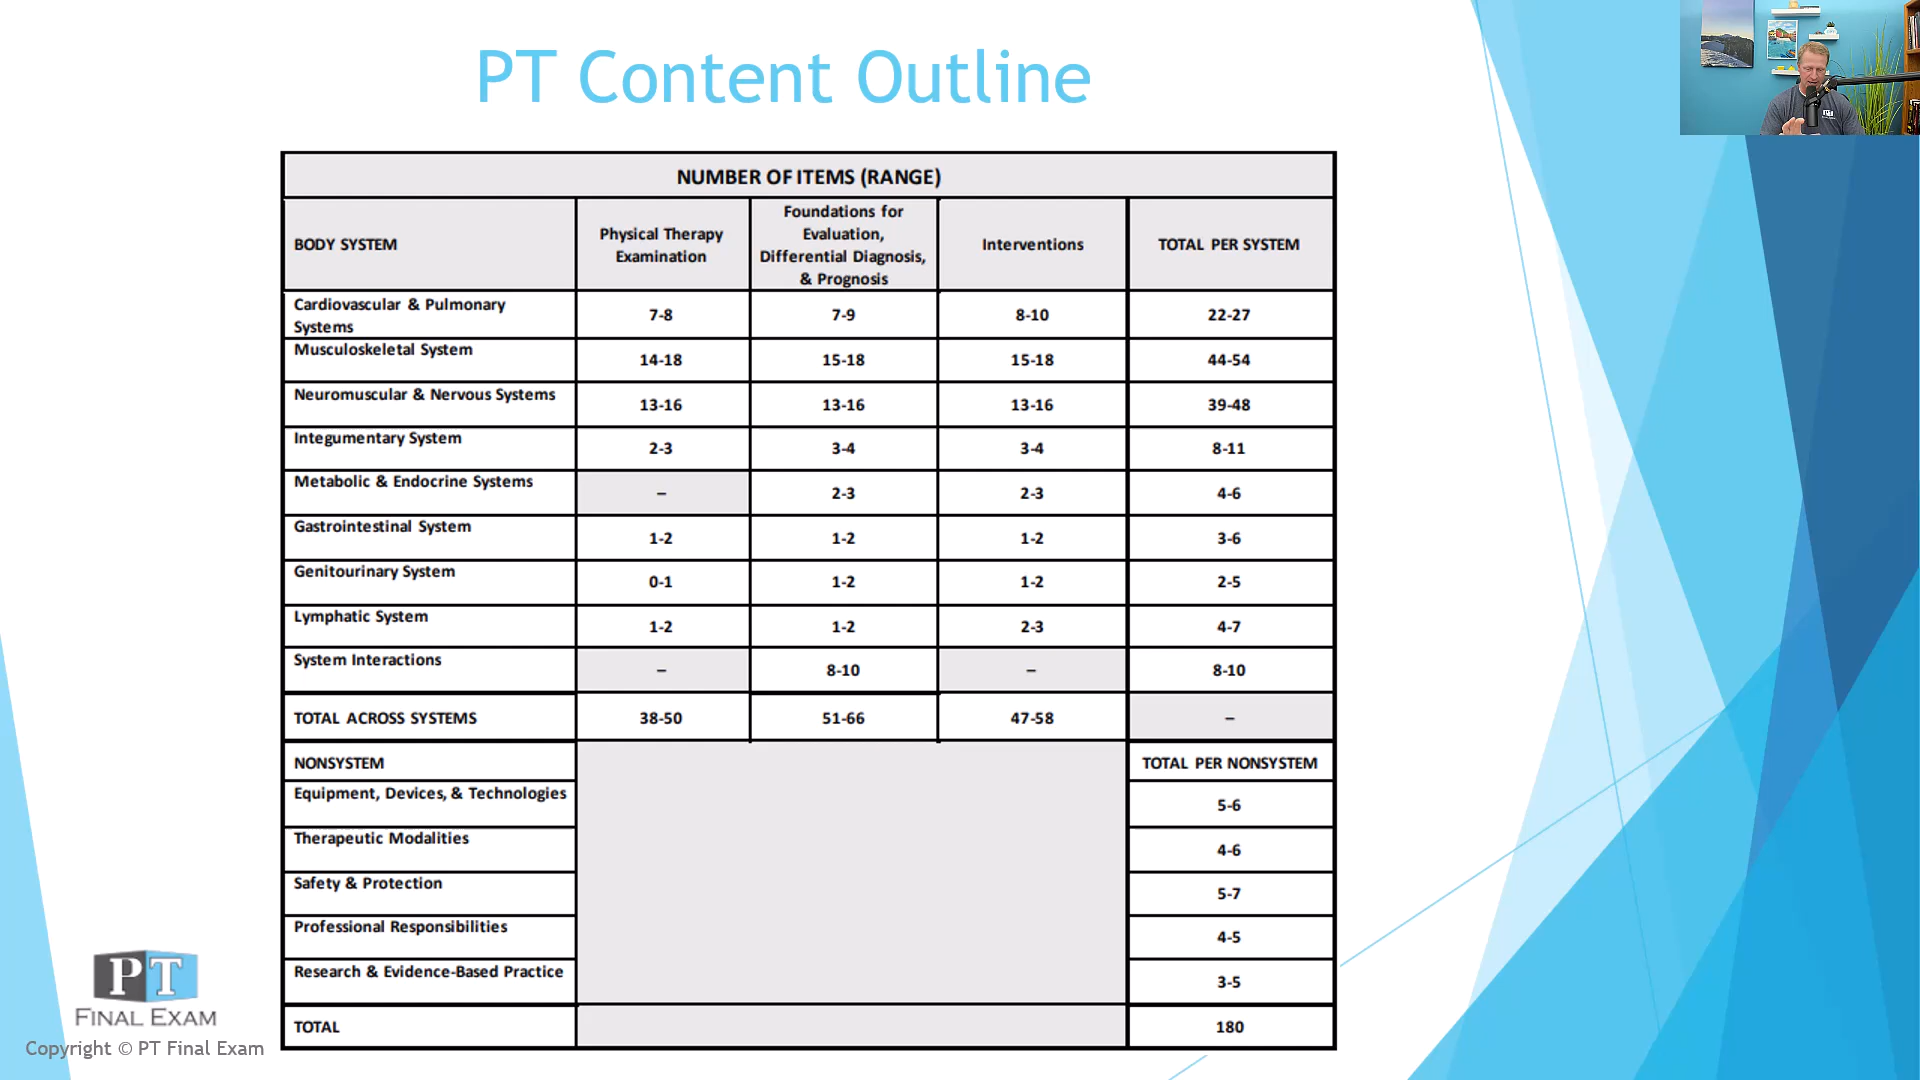 PT Content Outline
NUMBER OF ITEMS (RANGE)
BODY SYSTEM
Physical Therapy
Examination
Foundations for
Evaluation,
Differential Diagnosis,
& Prognosis
Interventions
TOTAL PER SYSTEM
Cardiovascular & Pulmonary
Systems
7-8
7-9
8-10
22-27
Musculoskeletal System
14-18
15-18
15-18
44-54
Neuromuscular & Nervous Systems
13-16
13-16
13-16
39-48
Integumentary System
2-3
3-4
3-4
8-11
Metabolic & Endocrine Systems
–
2-3
2-3
4-6
Gastrointestinal System
1-2
1-2
1-2
3-6
Genitourinary System
0-1
1-2
1-2
2-5
Lymphatic System
1-2
1-2
2-3
4-7
System Interactions
–
8-10
–
8-10
TOTAL ACROSS SYSTEMS
38-50
51-66
47-58
–
NONSYSTEM
TOTAL PER NONSYSTEM
Equipment, Devices, & Technologies
5-6
Therapeutic Modalities
4-6
Safety & Protection
5-7
Professional Responsibilities
4-5
Research & Evidence-Based Practice
3-5
TOTAL
180
PT
FINAL EXAM
Copyright © PT Final Exam